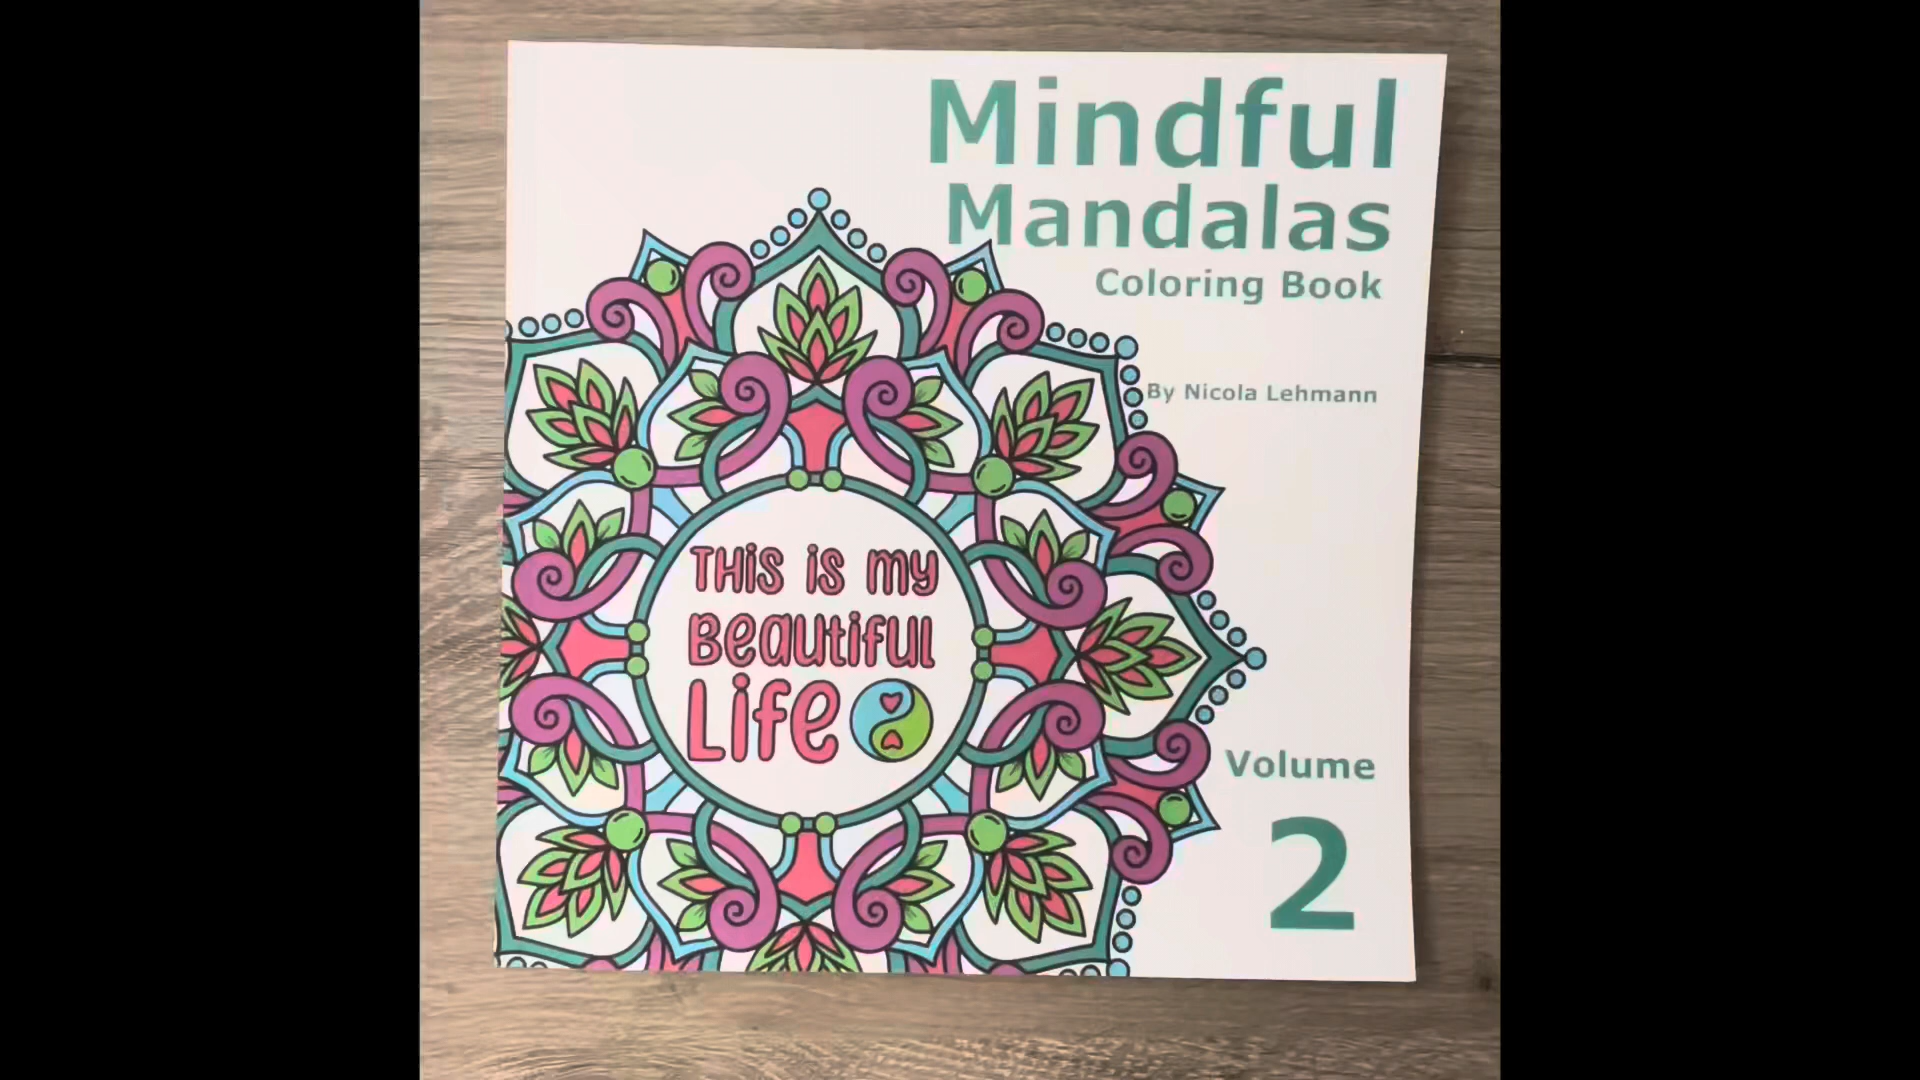 Mindful
Mandalas
Coloring Book
By Nicola Lehmann
THis is my
Beautiful
Life
Volume
2